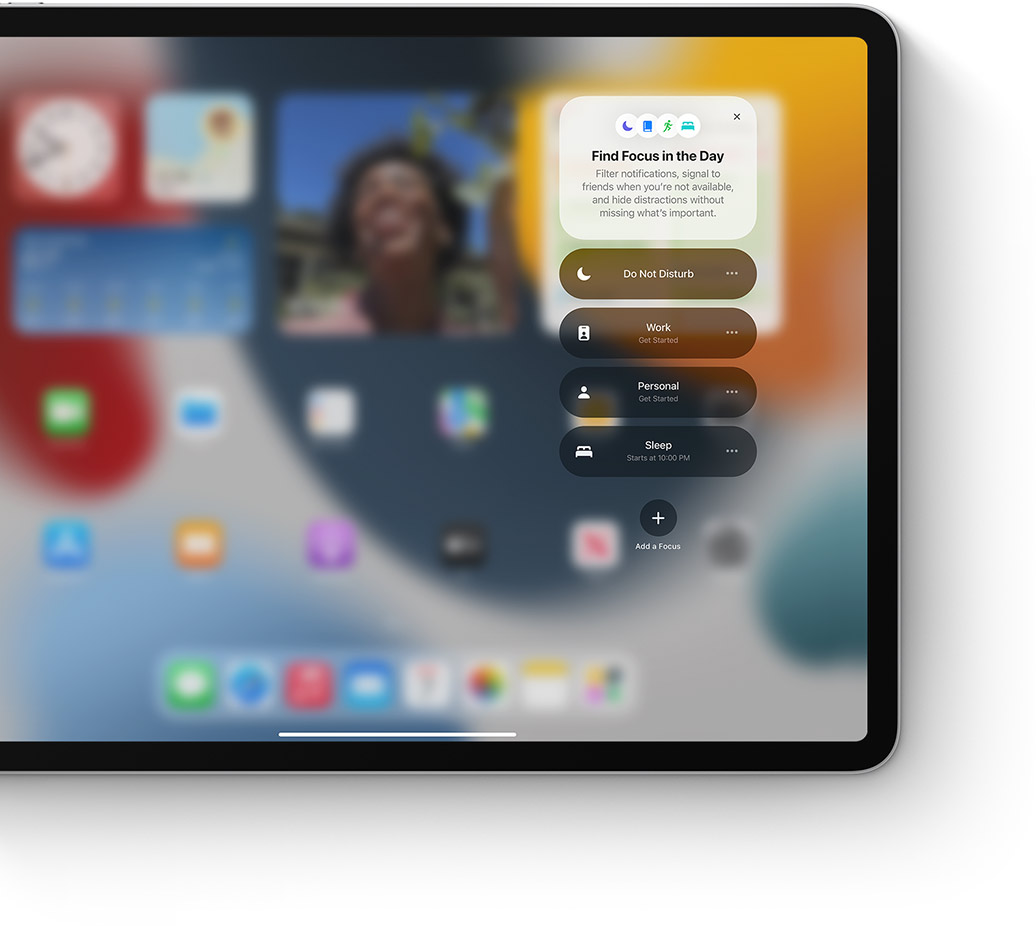 Find Focus in the Day
Filter notifications, signal to
friends when you’re not available,
and hide distractions without
missing what’s important.
Do Not Disturb
Work
Get Started
Personal
Get Started
Sleep
Starts at 10:00 PM
Add a Focus